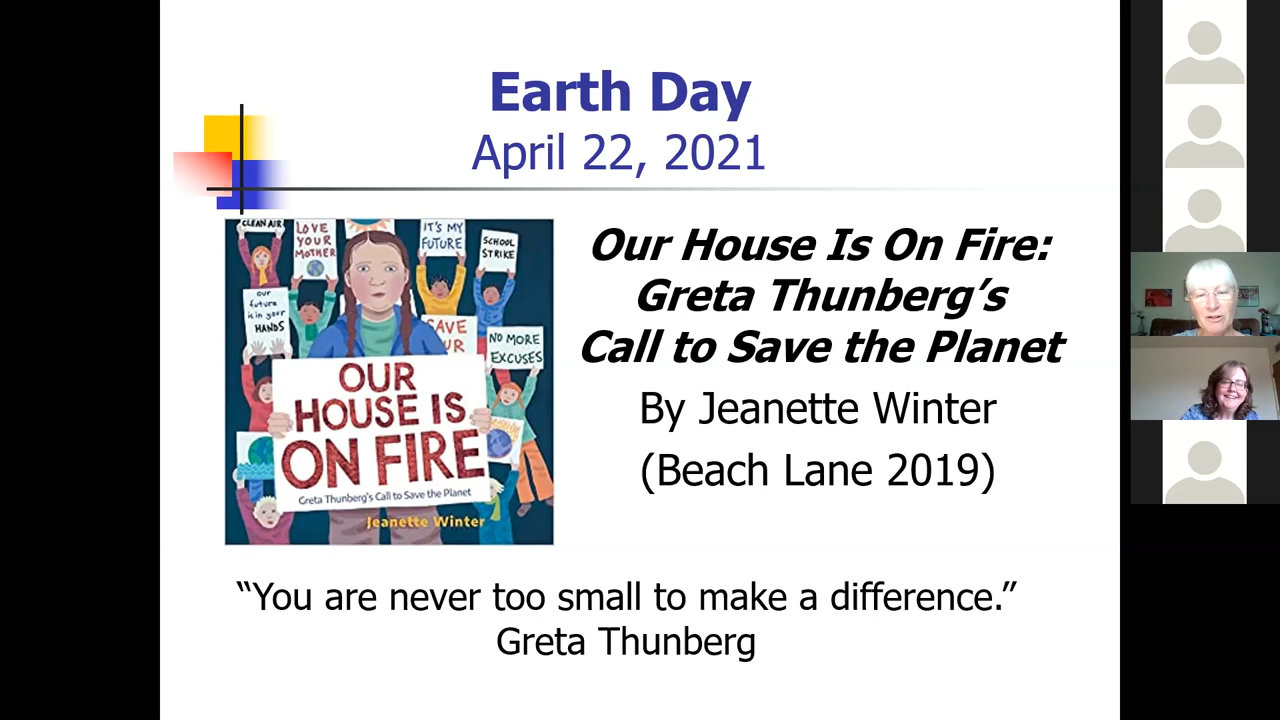 Earth Day
April 22, 2021
CLEAN AIR
LOVE
YOUR
MOTHER
IT'S MY
FUTURE
SCHOOL
STRIKE
our
future
is in your
HANDS
SAVE
NO MORE
EXCUSES
OUR
HOUSE IS
ON FIRE
Greta Thunberg's Call to Save the Planet
Jeanette Winter
Our House Is On Fire:
Greta Thunberg’s
Call to Save the Planet
By Jeanette Winter
(Beach Lane 2019)
“You are never too small to make a difference.”
Greta Thunberg